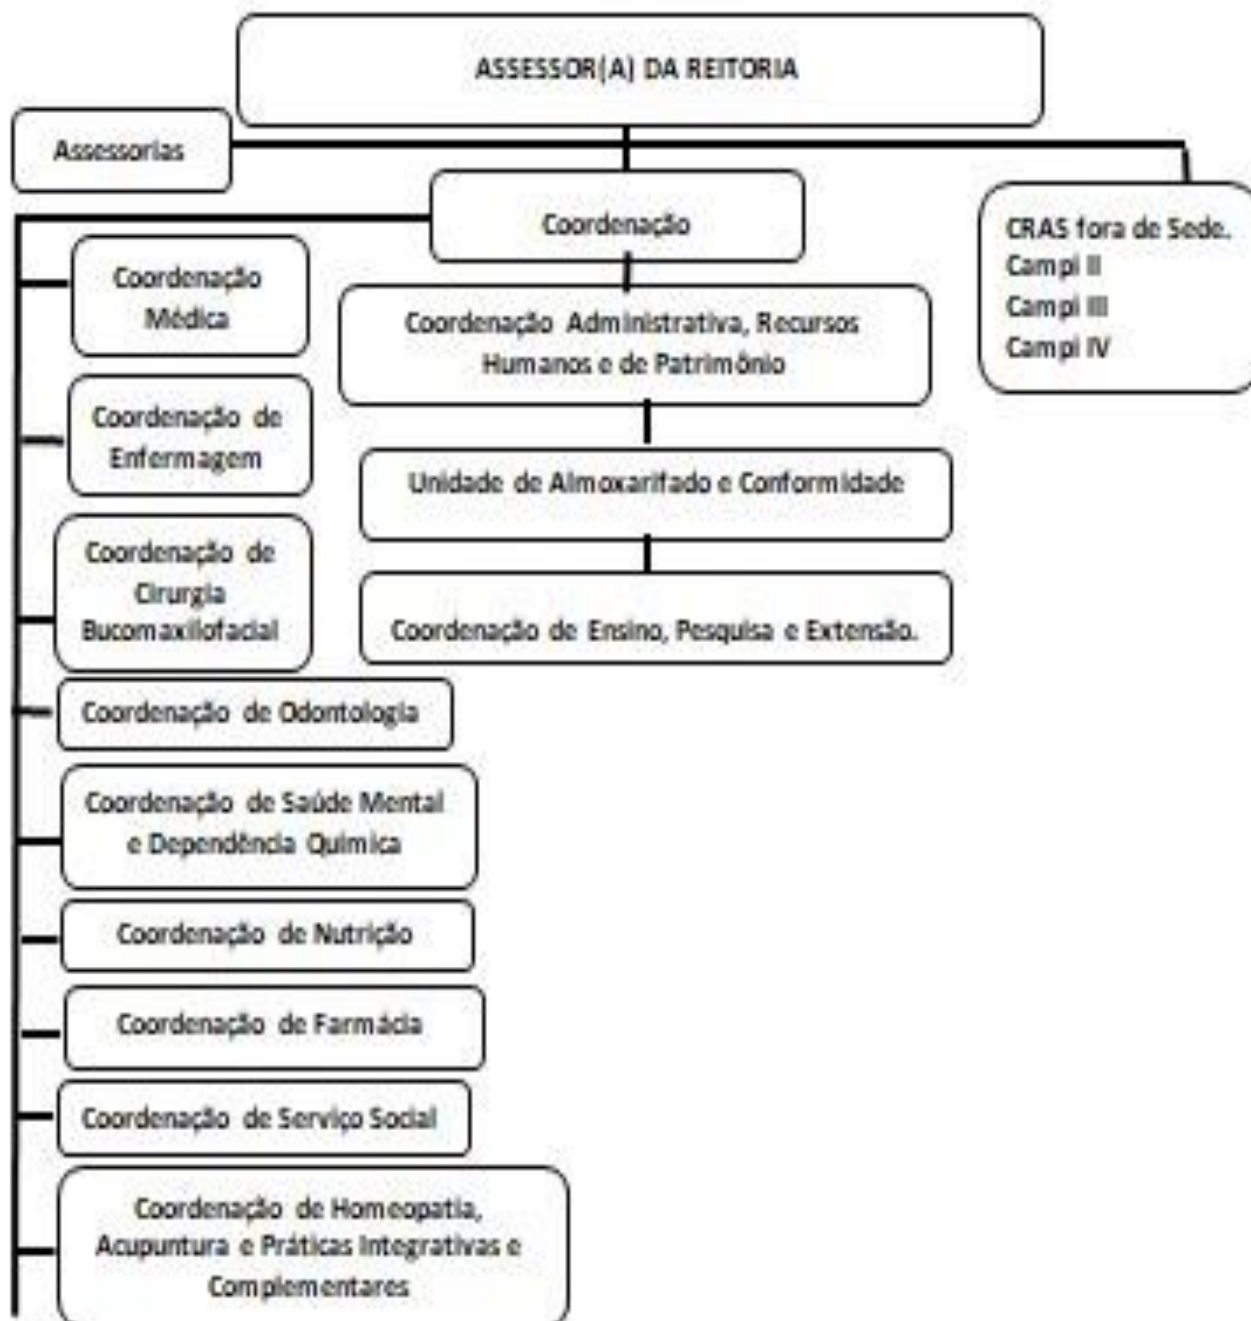 ASSESSOR(A) DA REITORIA
Assessorias
Coordenação
CRAS fora de Sede.
Campi II
Campi III
Campi IV
Coordenação
Médica
Coordenação Administrativa, Recursos
Humanos e de Patrimônio
Coordenação de
Enfermagem
Unidade de Almoxarifado e Conformidade
Coordenação de
Cirurgia
Bucomaxilofacial
Coordenação de Ensino, Pesquisa e Extensão.
Coordenação de Odontologia
Coordenação de Saúde Mental
e Dependência Química
Coordenação de Nutrição
Coordenação de Farmácia
Coordenação de Serviço Social
Coordenação de Homeopatia,
Acupuntura e Práticas Integrativas e
Complementares